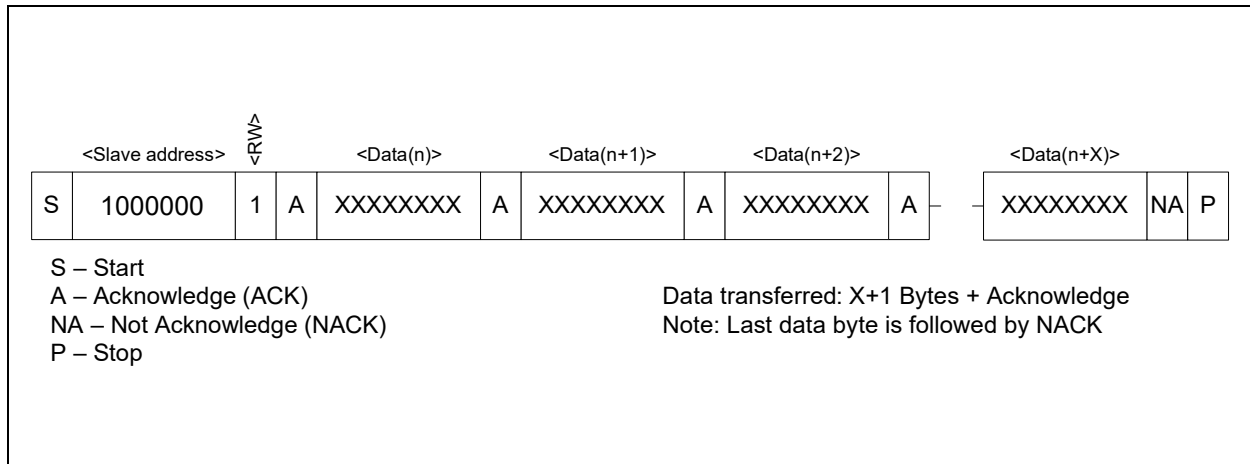 <RW>
<Slave address> <Data(n)> <Data(n+1)> <Data(n+2)> <Data(n+X)>
S 1000000 1 A XXXXXXXX A XXXXXXXX A XXXXXXXX A XXXXXXXX NA P
S – Start
A – Acknowledge (ACK)
NA – Not Acknowledge (NACK)
P – Stop
Data transferred: X+1 Bytes + Acknowledge
Note: Last data byte is followed by NACK